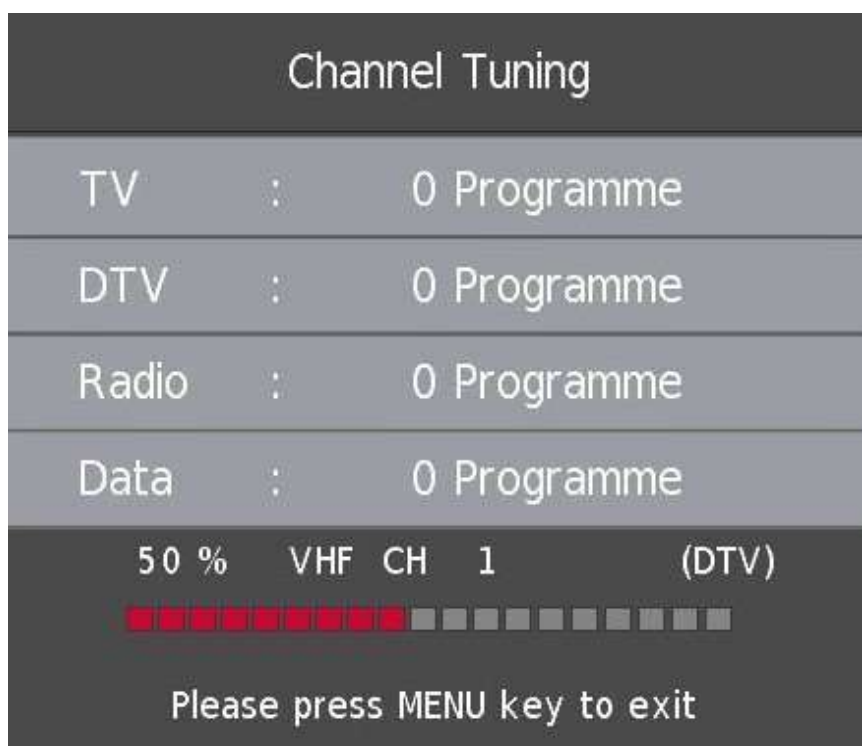 Channel Tuning
TV : 0 Programme
DTV : 0 Programme
Radio : 0 Programme
Data : 0 Programme
50 % VHF CH 1 (DTV)
Please press MENU key to exit